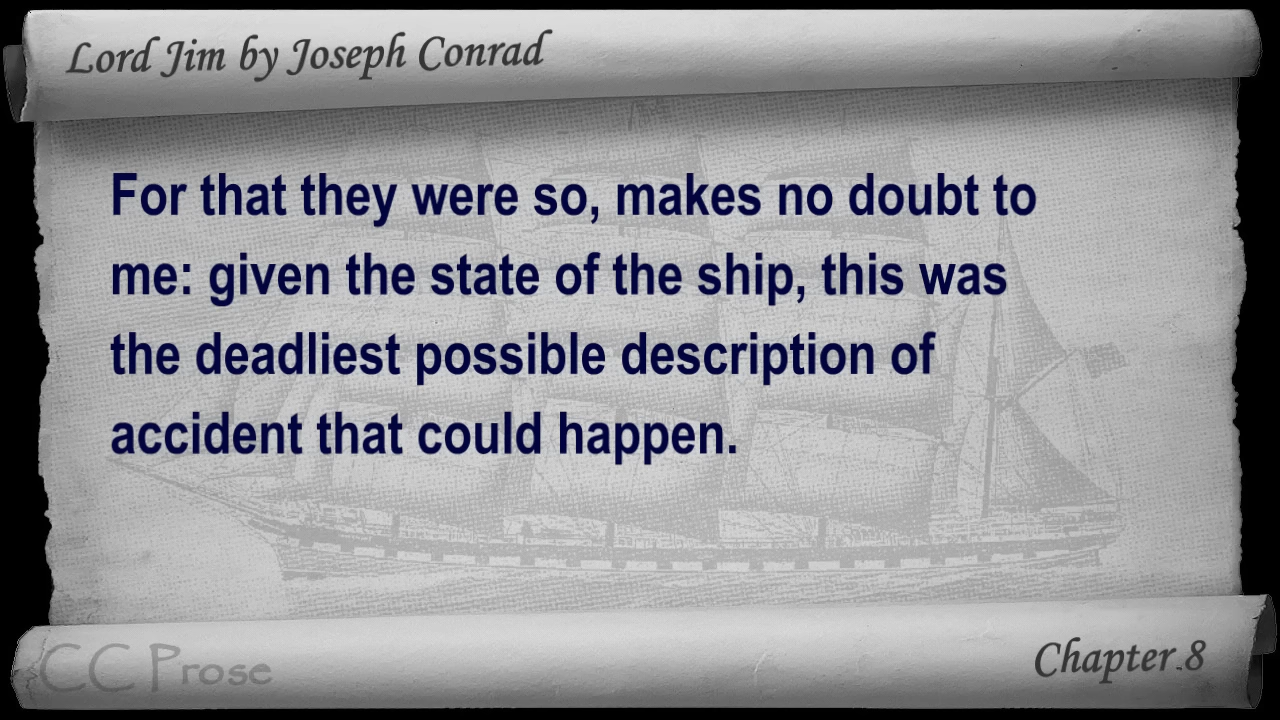 Lord Jim by Joseph Conrad
For that they were so, makes no doubt to
me: given the state of the ship, this was
the deadliest possible description of
accident that could happen.
CC Prose
Chapter 8